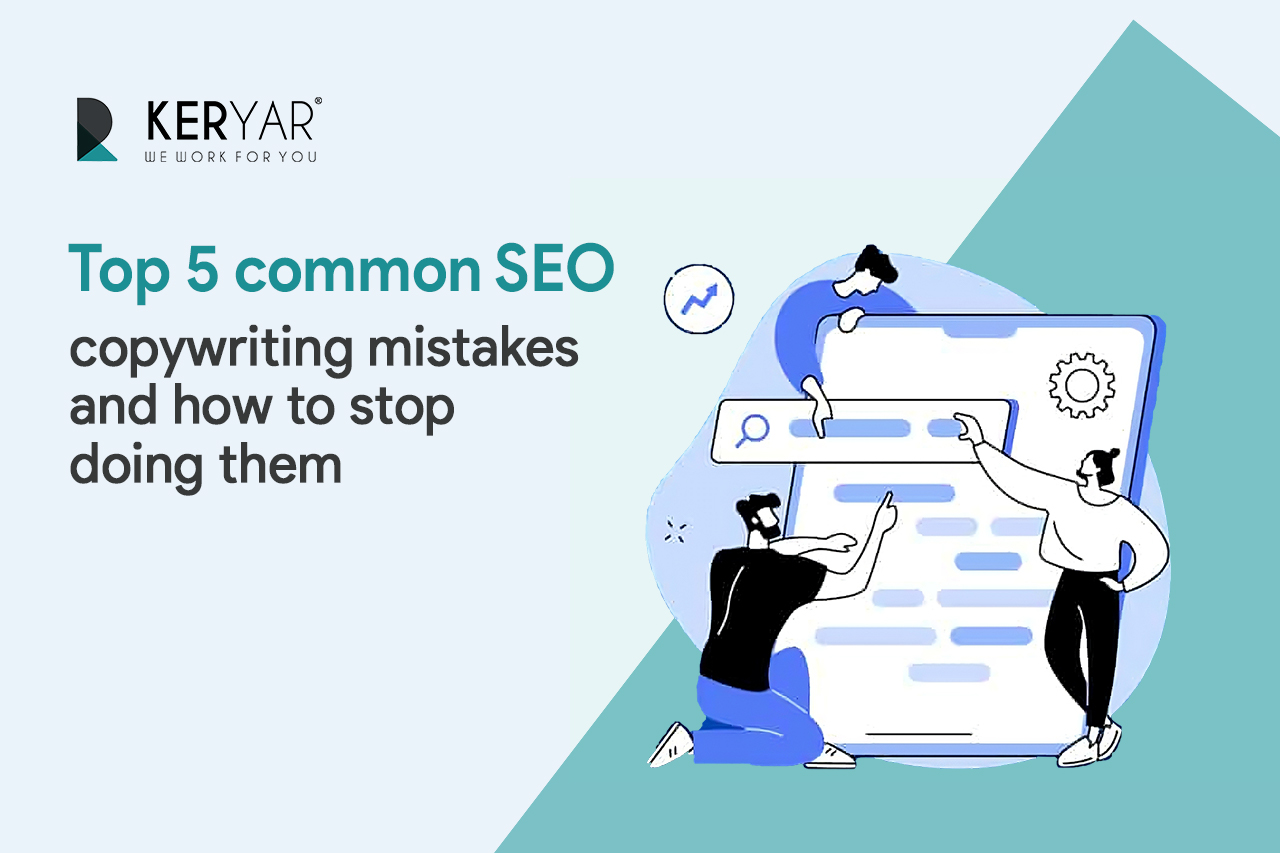 KERYAR®
WE WORK FOR YOU
Top 5 common SEO
copywriting mistakes
and how to stop
doing them